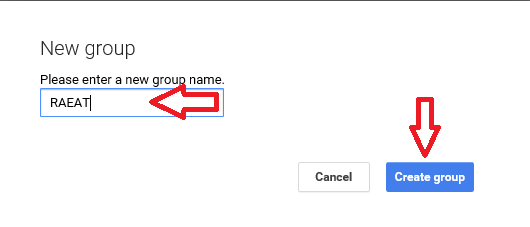 New group
Please enter a new group name.
RAEAT
Cancel
Create group